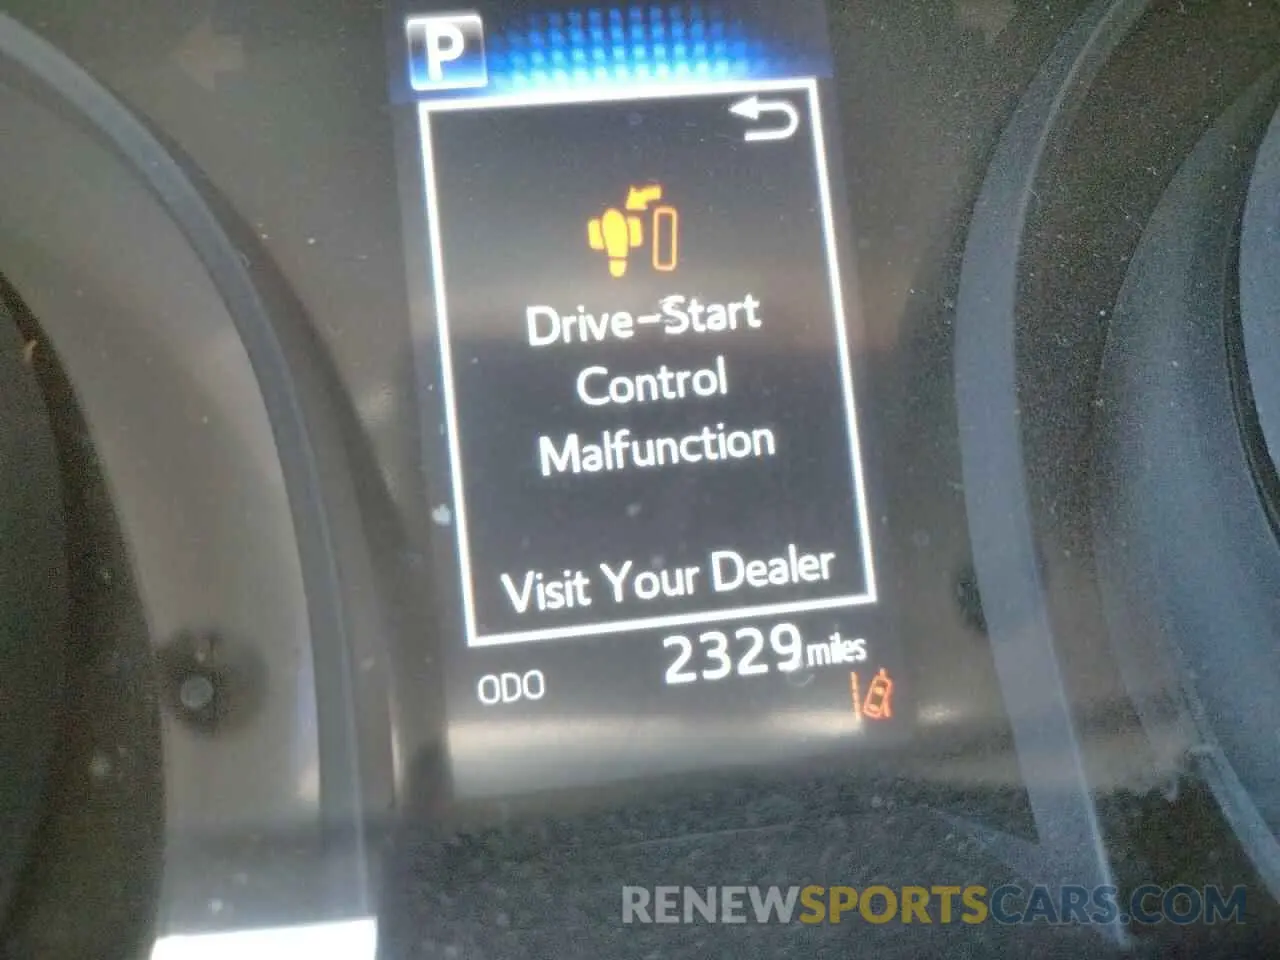 P
Drive-Start
Control
Malfunction
Visit Your Dealer
ODO 2329 miles
RENEWSPORTSCARS.COM